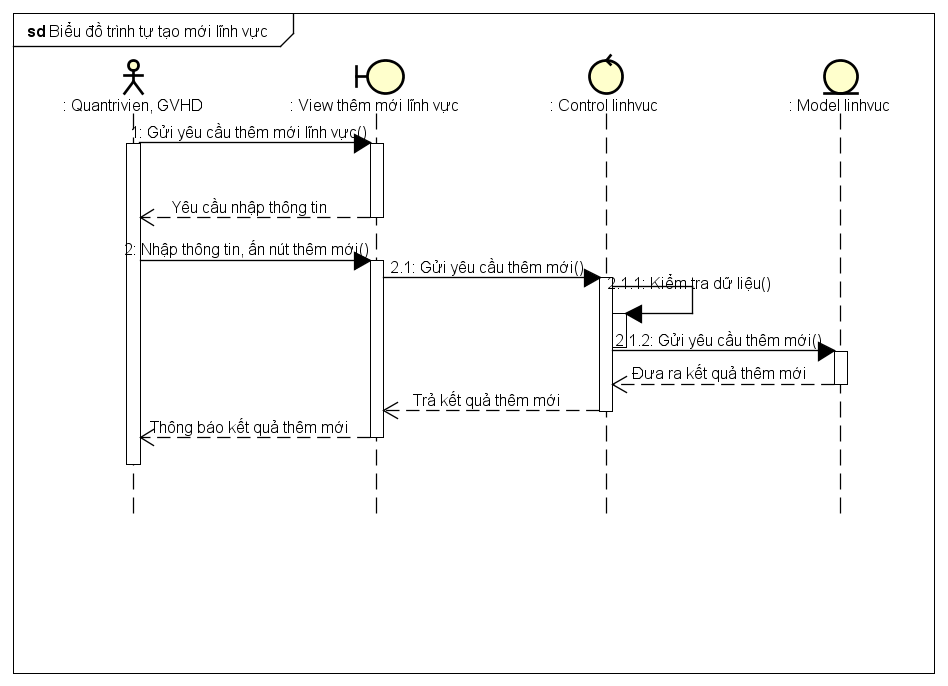 sd Biểu đồ trình tự tạo mới lĩnh vực
: Quantrivien, GVHD
: View thêm mới lĩnh vực
: Control linhvuc
: Model linhvuc
1: Gửi yêu cầu thêm mới lĩnh vực()
Yêu cầu nhập thông tin
2: Nhập thông tin, ấn nút thêm mới()
2.1: Gửi yêu cầu thêm mới()
2.1.1: Kiểm tra dữ liệu()
2.1.2: Gửi yêu cầu thêm mới()
Đưa ra kết quả thêm mới
Trả kết quả thêm mới
Thông báo kết quả thêm mới